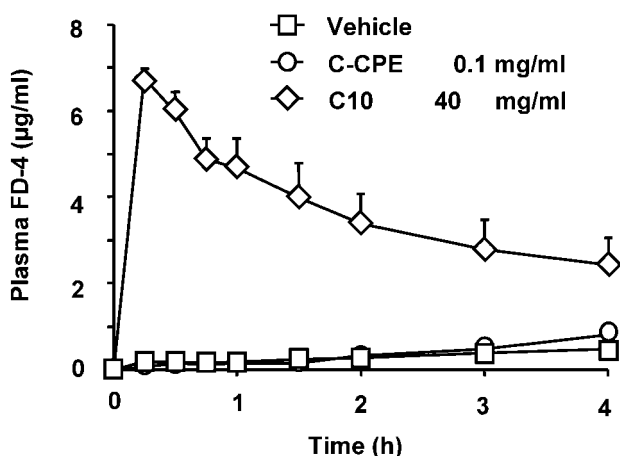 8
6
4
2
0
Plasma FD-4 (µg/ml)
Vehicle
C-CPE 0.1 mg/ml
C10 40 mg/ml
0 1 2 3 4
Time (h)